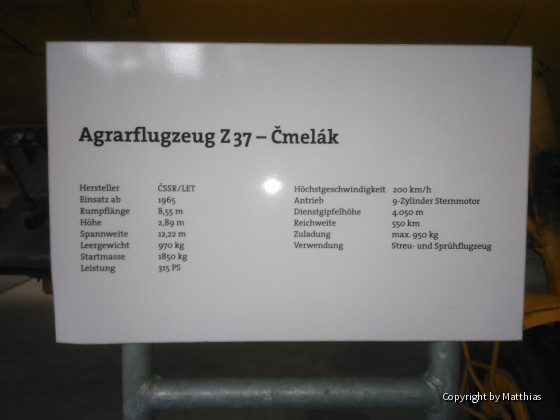 Agrarflugzeug Z 37 – Čmelák
Hersteller ČSSR/LET
Einsatz ab 1965
Rumpflänge 8,55 m
Höhe 2,89 m
Spannweite 12,22 m
Leergewicht 970 kg
Startmasse 1850 kg
Leistung 315 PS
Höchstgeschwindigkeit 200 km/h
Antrieb 9-Zylinder Sternmotor
Dienstgipfelhöhe 4.050 m
Reichweite 550 km
Zuladung max. 950 kg
Verwendung Streu- und Sprühflugzeug
Copyright by Matthias